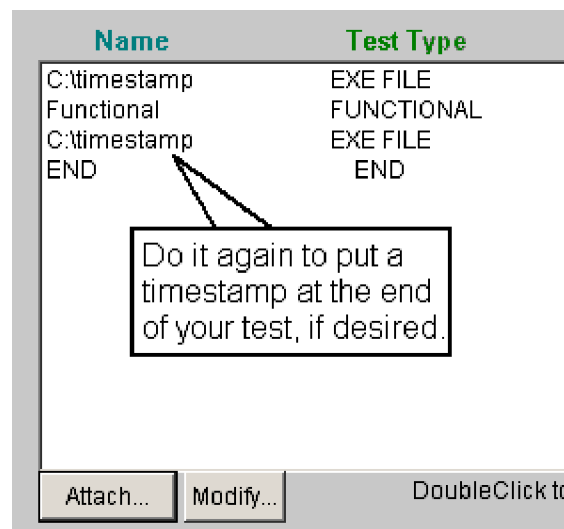 Name Test Type
C:\timestamp EXE FILE
Functional FUNCTIONAL
C:\timestamp EXE FILE
END END
Do it again to put a
timestamp at the end
of your test, if desired.
Attach... Modify... DoubleClick